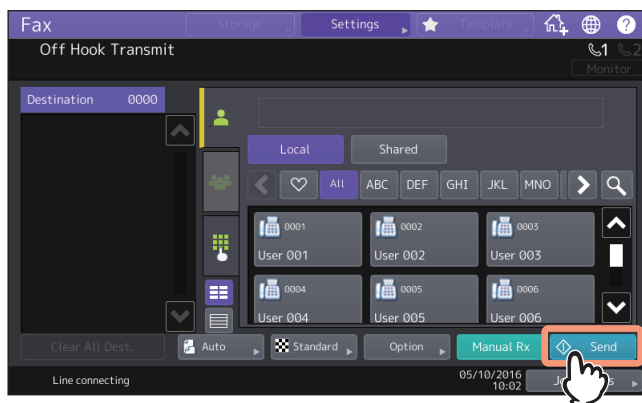 Fax Storage Settings Template ?
Off Hook Transmit 1 2
Monitor
Destination 0000
Local Shared
All ABC DEF GHI JKL MNO
0001 0002 0003
User 001 User 002 User 003
0004 0005 0006
User 004 User 005 User 006
Clear All Dest. Auto Standard Option Manual Rx Send
Line connecting 05/10/2016
10:02